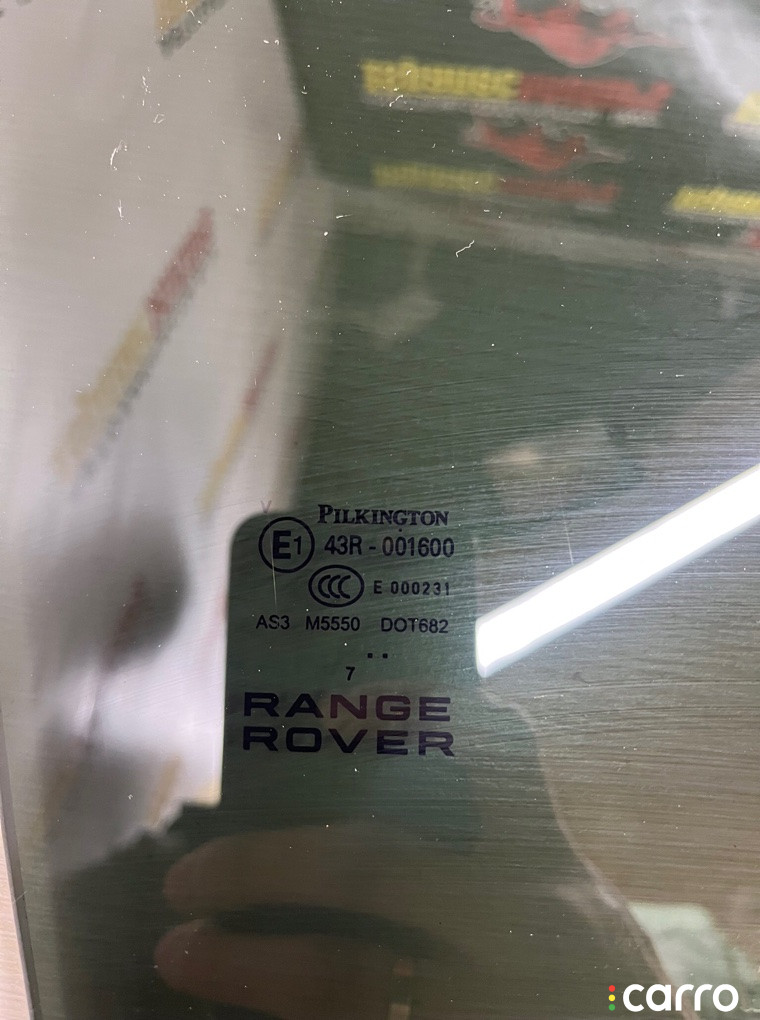 PILKINGTON
E1 43R - 001600
CCC E 000231
AS3 M5550 DOT682
. .
7
RANGE
ROVER
carro